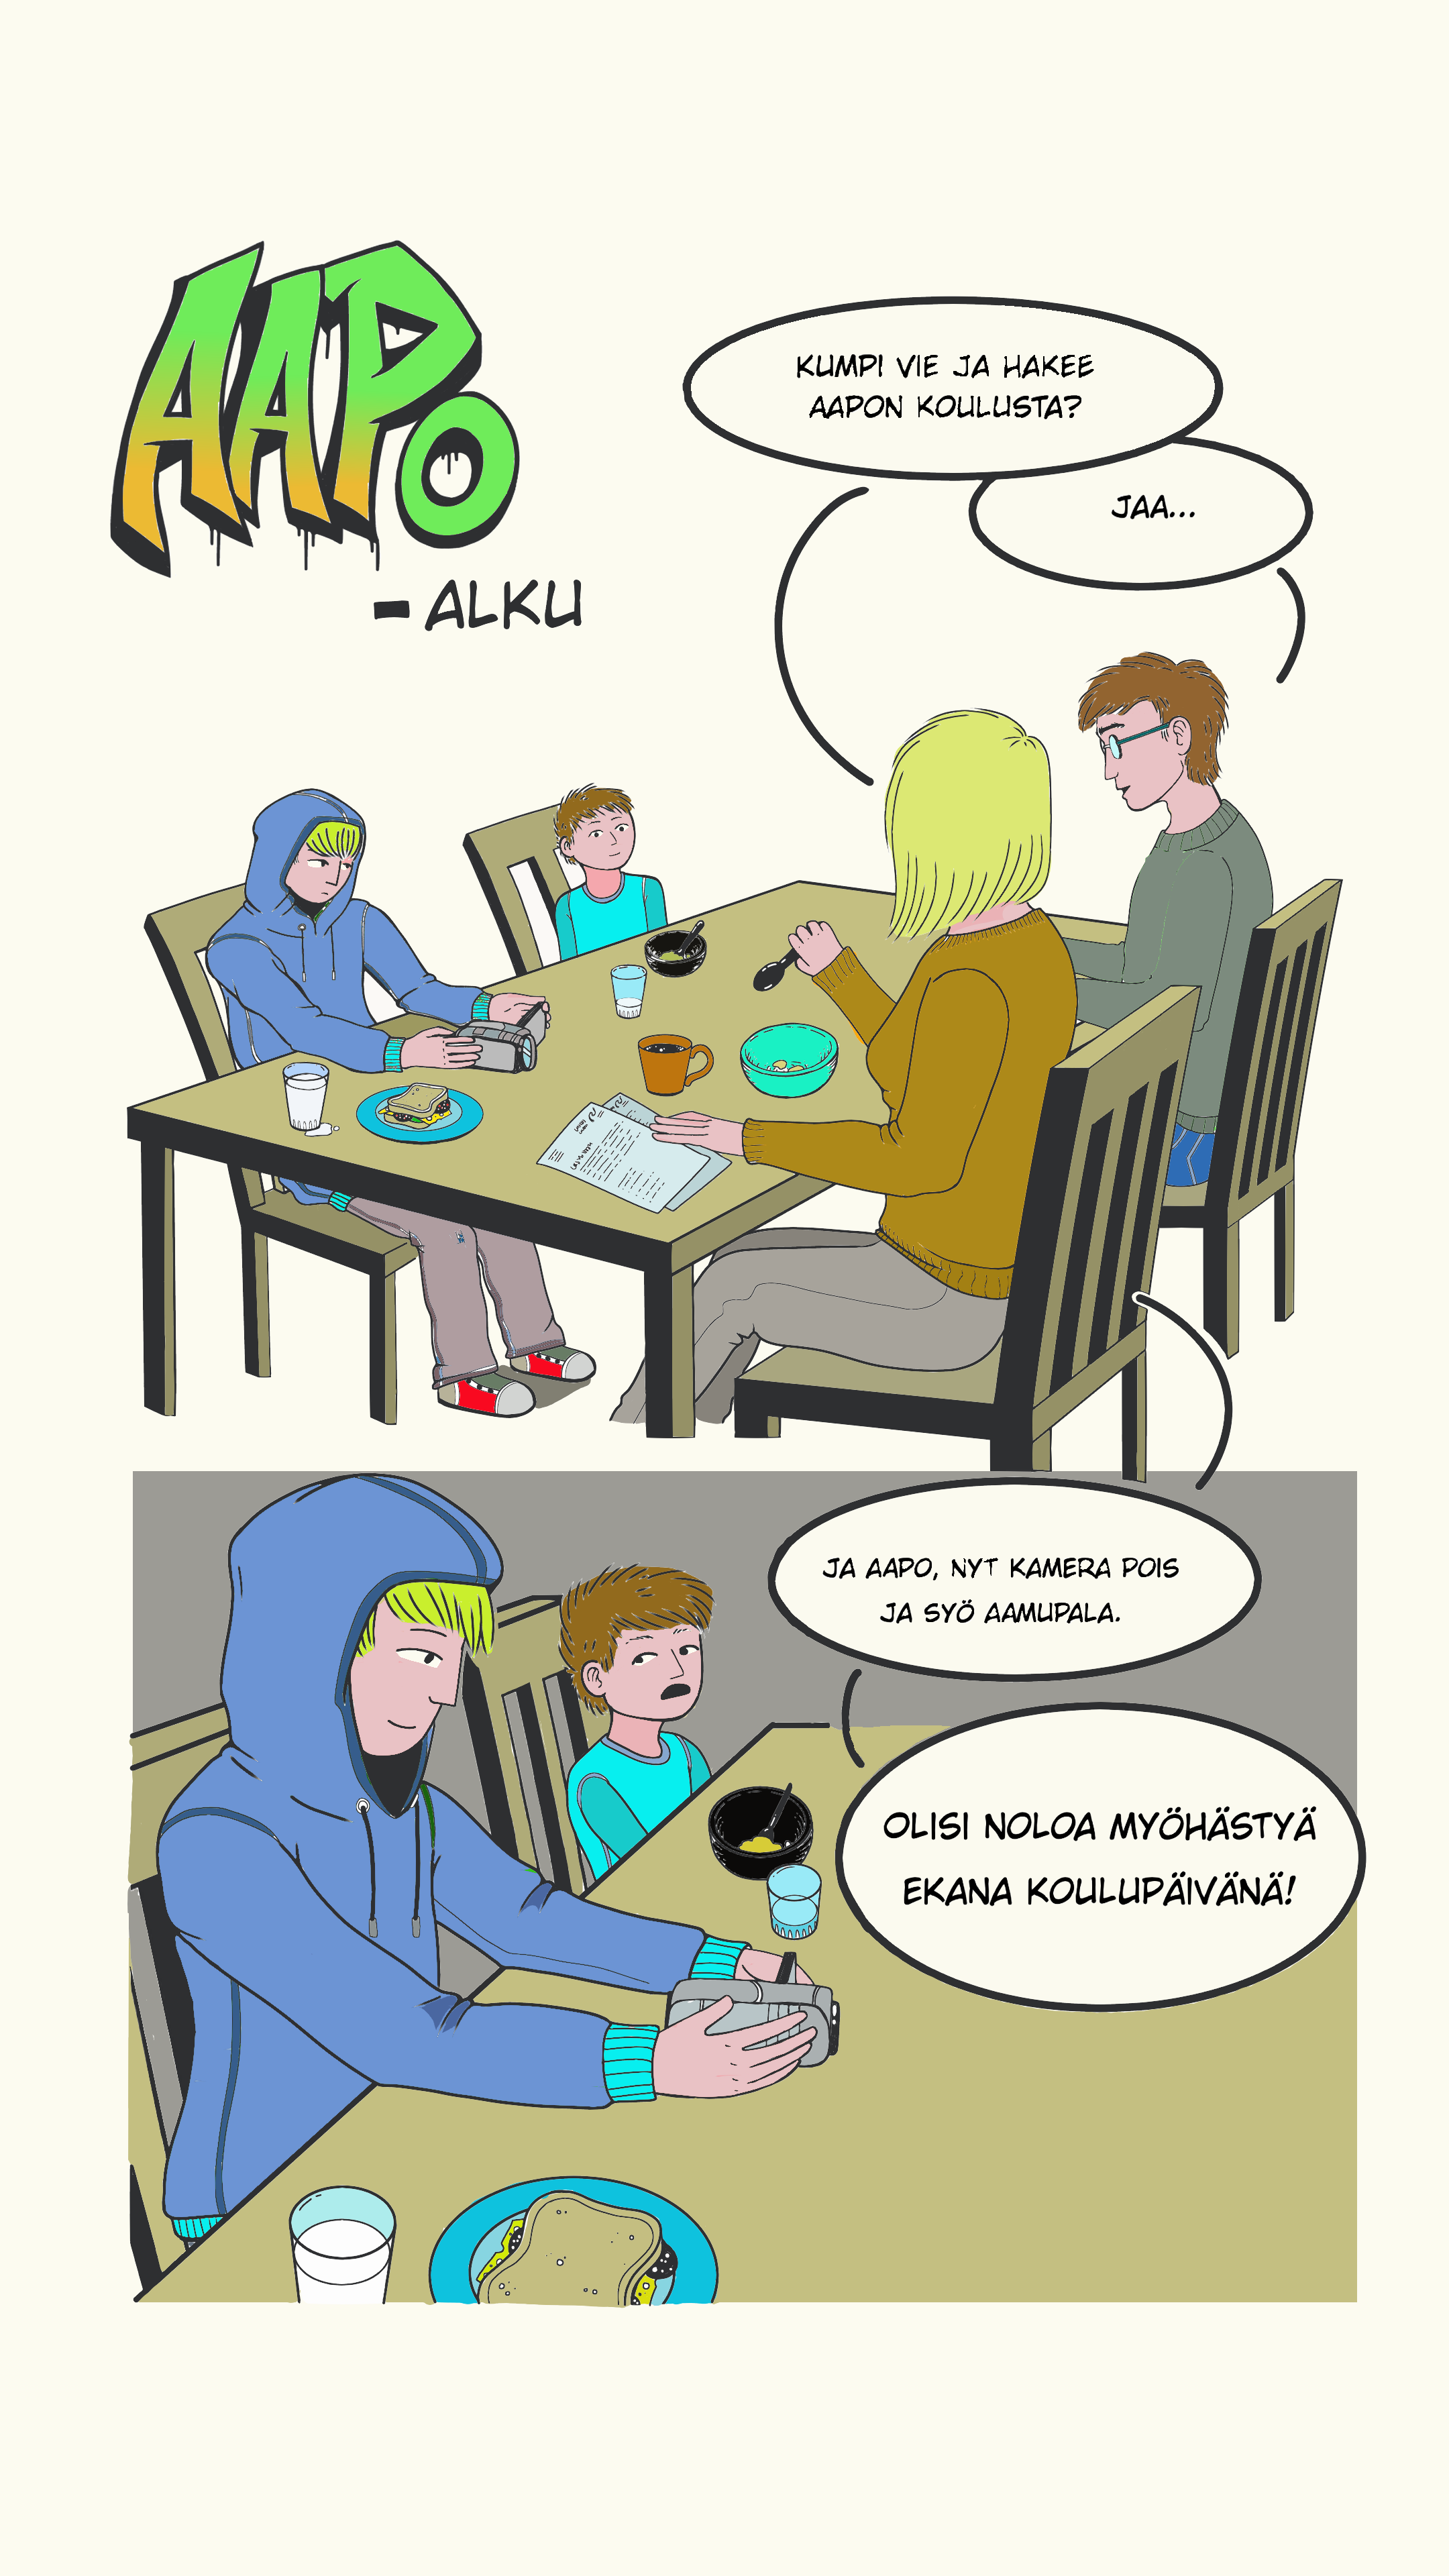 AAPO
- ALKU
KUMPI VIE JA HAKEE
AAPON KOULUSTA?
JAA...
JA AAPO, NYT KAMERA POIS
JA SYÖ AAMUPALA.
OLISI NOLOA MYÖHÄSTYÄ
EKANA KOULUPÄIVÄNÄ!